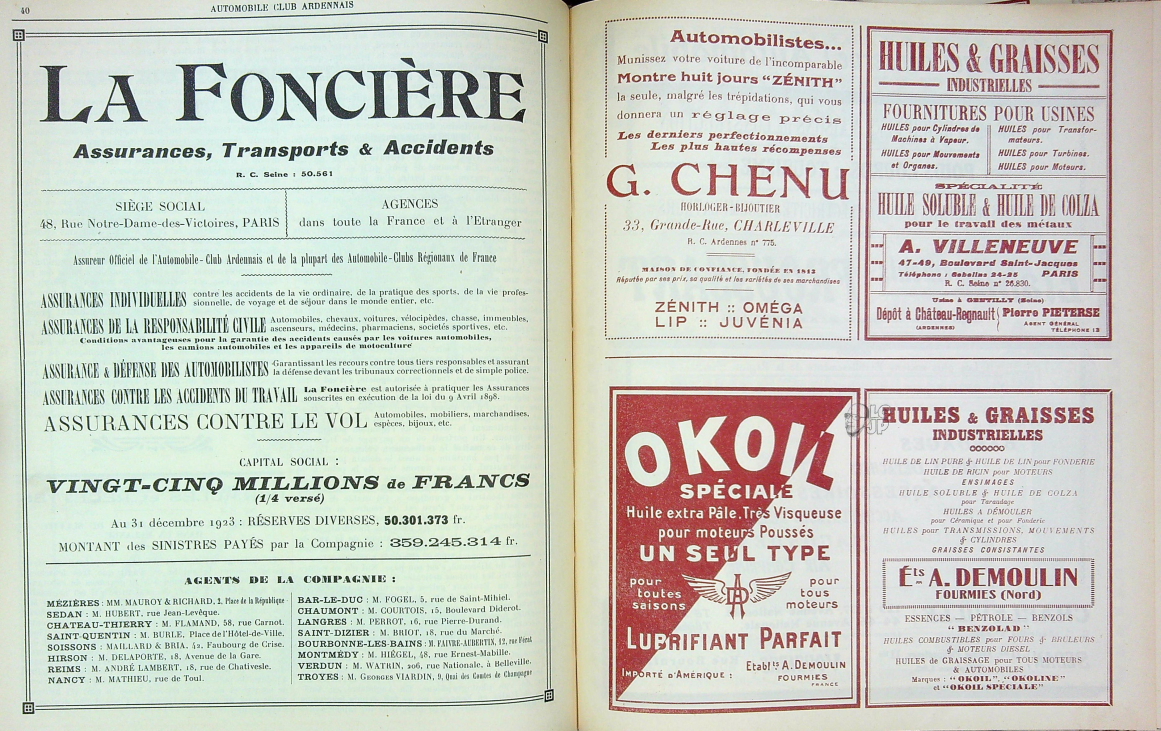 40
AUTOMOBILE CLUB ARDENNAIS
LA FONCIÈRE
Assurances, Transports & Accidents
R. C. Seine : 50.561
SIÈGE SOCIAL
48, Rue Notre-Dame-des-Victoires, PARIS
AGENCES
dans toute la France et à l'Etranger
Assureur Officiel de l'Automobile-Club Ardennais et de la plupart des Automobile-Clubs Régionaux de France
ASSURANCES INDIVIDUELLES contre les accidents de la vie ordinaire, de la pratique des sports, de la vie profes-
sionnelle, de voyage et de séjour dans le monde entier, etc.
ASSURANCES DE LA RESPONSABILITÉ CIVILE Automobiles, chevaux, voitures, vélocipèdes, chasse, immeubles,
ascenseurs, médecins, pharmaciens, societés sportives, etc.
Conditions avantageuses pour la garantie des accidents causés par les voitures automobiles,
les camions automobiles et les appareils de motoculture
ASSURANCE & DÉFENSE DES AUTOMOBILISTES Garantissant les recours contre tous tiers responsables et assurant
la défense devant les tribunaux correctionnels et de simple police.
ASSURANCES CONTRE LES ACCIDENTS DU TRAVAIL La Foncière est autorisée à pratiquer les Assurances
souscrites en exécution de la loi du 9 Avril 1898.
ASSURANCES CONTRE LE VOL Automobiles, mobiliers, marchandises,
espèces, bijoux, etc.
CAPITAL SOCIAL :
VINGT-CINQ MILLIONS de FRANCS
(1/4 versé)
Au 31 décembre 1923 : RÉSERVES DIVERSES, 50.301.373 fr.
MONTANT des SINISTRES PAYÉS par la Compagnie : 359.245.314 fr.
AGENTS DE LA COMPAGNIE :
MÉZIÈRES : MM. MAUROY & RICHARD, 2, Place de la République
SEDAN : M. HUBERT, rue Jean-Levêque.
CHATEAU-THIERRY : M. FLAMAND, 58, rue Carnot.
SAINT-QUENTIN : M. BURLE, Place de l'Hôtel-de-Ville.
SOISSONS : MAILLARD & BRIA, 42, Faubourg de Crise.
HIRSON : M. DELAPORTE, 18, Avenue de la Gare.
REIMS : M. ANDRÉ LAMBERT, 18, rue de Chativesle.
NANCY : M. MATHIEU, rue de Toul.
BAR-LE-DUC : M. FOGEL, 5, rue de Saint-Mihiel.
CHAUMONT : M. COURTOIS, 15, Boulevard Diderot.
LANGRES : M. PERROT, 16, rue Pierre-Durand.
SAINT-DIZIER : M. BRIOT, 18, rue du Marché.
BOURBONNE-LES-BAINS : M. FAIVRE-AUBERTIN, 12, rue Férat
MONTMÉDY : M. HIÉGEL, 48, rue Ernest-Mabille.
VERDUN : M. WATRIN, 206, rue Nationale, à Belleville.
TROYES : M. GEORGES VIARDIN, 9, Quai des Comtes de Champagne
Automobilistes...
Munissez votre voiture de l'incomparable
Montre huit jours "ZÉNITH"
la seule, malgré les trépidations, qui vous
donnera un réglage précis
Les derniers perfectionnements
Les plus hautes récompenses
G. CHENU
HORLOGER-BIJOUTIER
33, Grande-Rue, CHARLEVILLE
R. C. Ardennes n° 775.
MAISON DE CONFIANCE, FONDÉE EN 1842
Réputée par ses prix, sa qualité et les variétés de ses marchandises
ZÉNITH :: OMÉGA
LIP :: JUVÉNIA
HUILES & GRAISSES
INDUSTRIELLES
FOURNITURES POUR USINES
HUILES pour Cylindres de
Machines à Vapeur.
HUILES pour Mouvements
et Organes.
HUILES pour Transfor-
mateurs.
HUILES pour Turbines.
HUILES pour Moteurs.
SPÉCIALITÉ
HUILE SOLUBLE & HUILE DE COLZA
pour le travail des métaux
A. VILLENEUVE
47-49, Boulevard Saint-Jacques
Téléphone : Gobelins 24-25 PARIS
R. C. Seine n° 26.830.
Usine à GENTILLY (Seine)
Dépôt à Château-Regnault
(ARDENNES)
Pierre PIETERSE
AGENT GÉNÉRAL
TÉLÉPHONE 13
OKOIL
SPÉCIALE
Huile extra Pâle, Très Visqueuse
pour moteurs Poussés
UN SEUL TYPE
pour
toutes
saisons
pour
tous
moteurs
LUBRIFIANT PARFAIT
IMPORTÉ d'AMÉRIQUE :
Etabl.ts A. DEMOULIN
FOURMIES
FRANCE
HUILES & GRAISSES
INDUSTRIELLES
HUILE DE LIN PURE & HUILE DE LIN pour FONDERIE
HUILE DE RICIN pour MOTEURS
ENSIMAGES
HUILE SOLUBLE & HUILE DE COLZA
pour Taraudage
HUILES A DÉMOULER
pour Céramique et pour Fonderie
HUILES pour TRANSMISSIONS, MOUVEMENTS
& CYLINDRES
GRAISSES CONSISTANTES
Éts A. DEMOULIN
FOURMIES (Nord)
ESSENCES — PÉTROLE — BENZOLS
"BENZOLAD"
HUILES COMBUSTIBLES pour FOURS & BRULEURS
& MOTEURS DIESEL
HUILES de GRAISSAGE pour TOUS MOTEURS
& AUTOMOBILES
Marques : "OKOIL", "OKOLINE"
et "OKOIL SPÉCIALE"